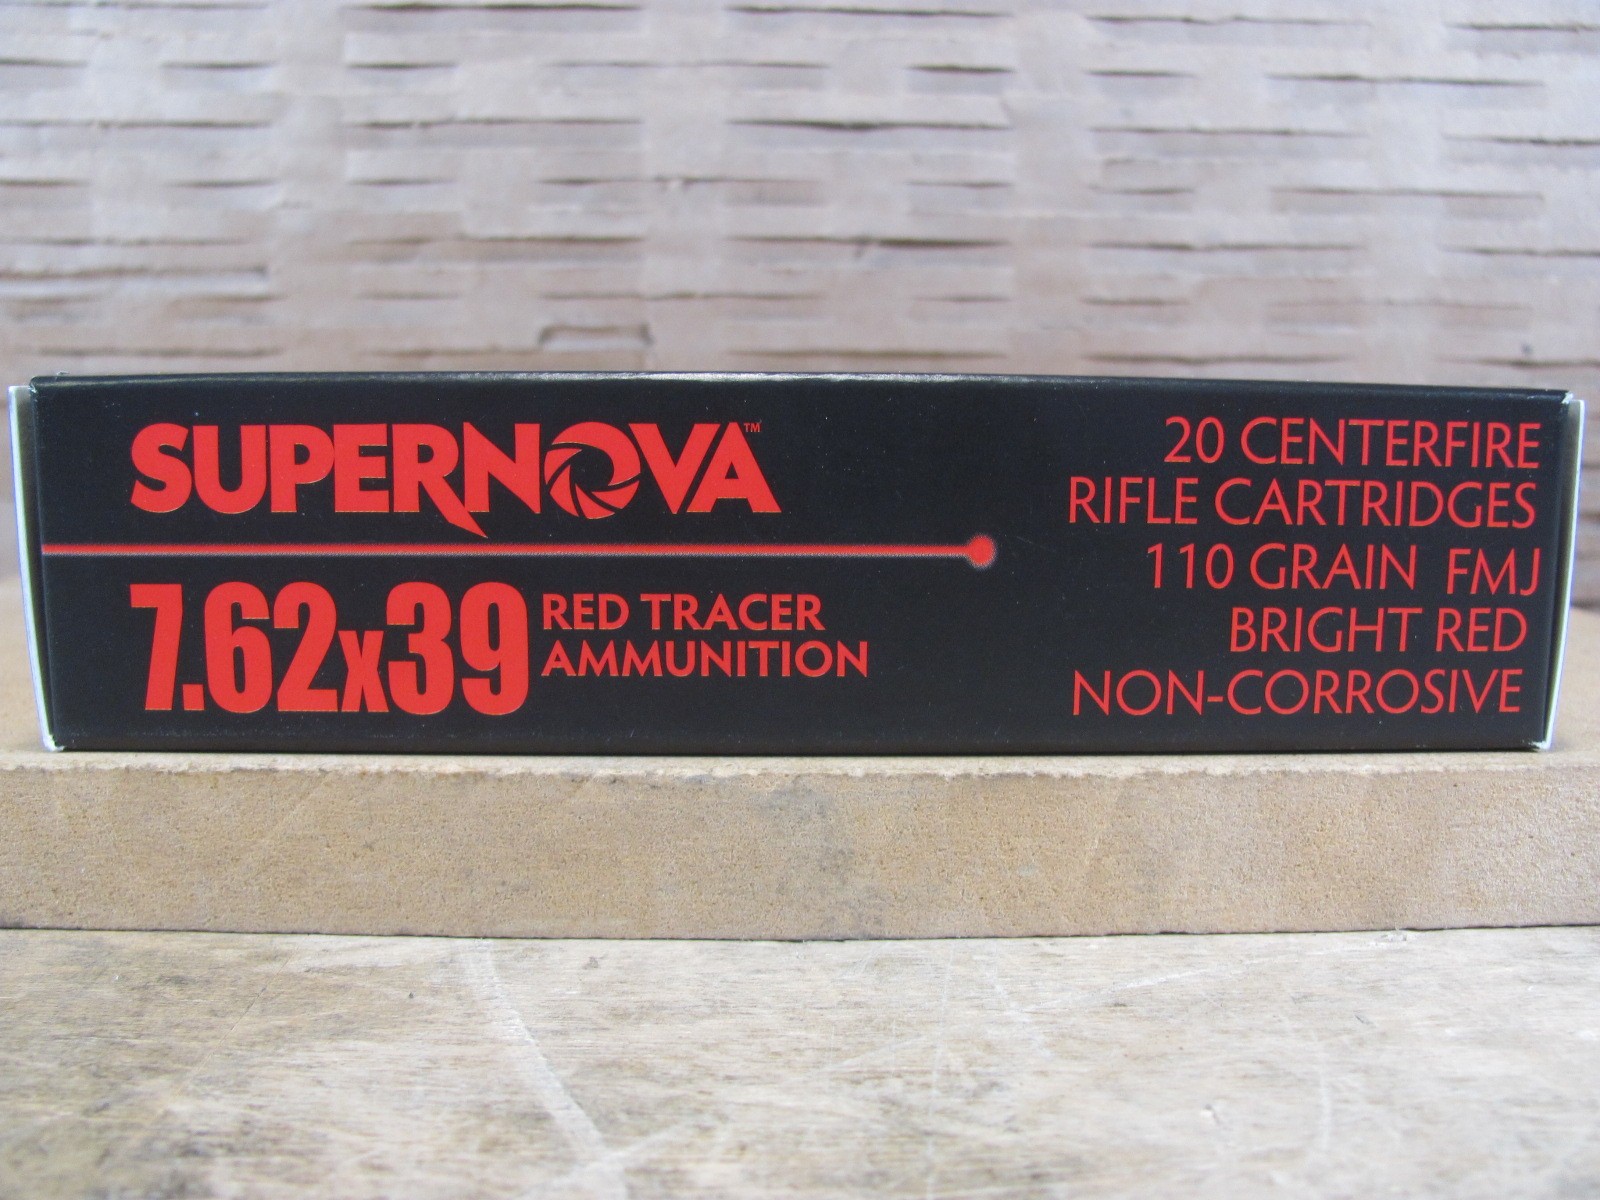 SUPERNOVA™
7.62x39 RED TRACER
AMMUNITION
20 CENTERFIRE
RIFLE CARTRIDGES
110 GRAIN FMJ
BRIGHT RED
NON-CORROSIVE